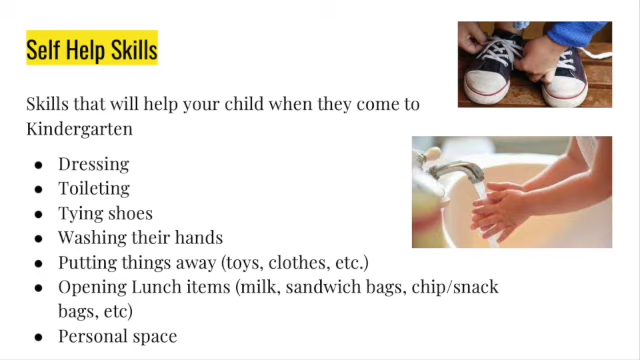 Self Help Skills
Skills that will help your child when they come to
Kindergarten
● Dressing
● Toileting
● Tying shoes
● Washing their hands
● Putting things away (toys, clothes, etc.)
● Opening Lunch items (milk, sandwich bags, chip/snack
bags, etc)
● Personal space